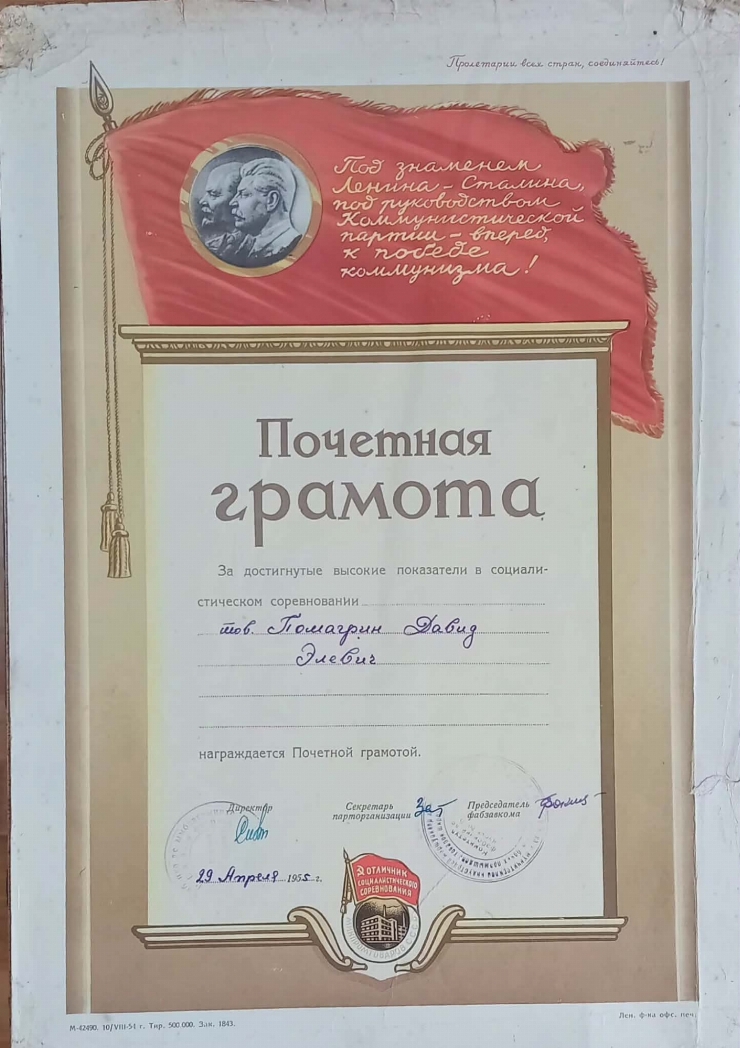 Пролетарии всех стран, соединяйтесь!
Под знаменем
Ленина – Сталина,
под руководством
Коммунистической
партии – вперед,
к победе
коммунизма!
Почетная
грамота
За достигнутые высокие показатели в социали-
стическом соревновании
тов. Помагрин Давид
Элевич
награждается Почетной грамотой.
Директор
Секретарь
парторганизации
Председатель
фабзавкома
29 Апреля 1955 г.
ОТЛИЧНИК
СОЦИАЛИСТИЧЕСКОГО
СОРЕВНОВАНИЯ
М-42490. 10/VIII-54 г. Тир. 500.000. Зак. 1843.
Лен. ф-ка офс. печ.